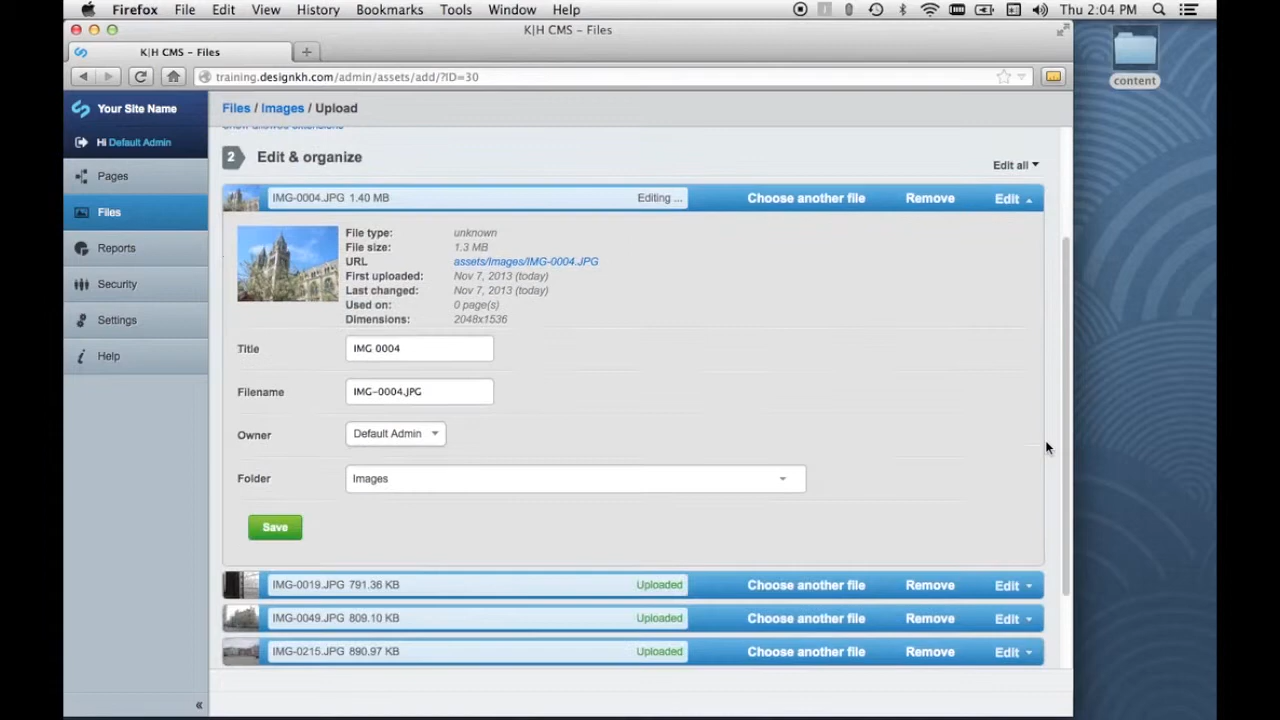 Firefox File Edit View History Bookmarks Tools Window Help Thu 2:04 PM
K|H CMS – Files
K|H CMS – Files
training.designkh.com/admin/assets/add/?ID=30
content
Your Site Name
Files / Images / Upload
Show allowed extensions
Hi Default Admin
2 Edit & organize
Edit all
Pages
IMG-0004.JPG 1.40 MB Editing ... Choose another file Remove Edit
Files
File type: unknown
File size: 1.3 MB
Reports
URL assets/Images/IMG-0004.JPG
First uploaded: Nov 7, 2013 (today)
Security
Last changed: Nov 7, 2013 (today)
Used on: 0 page(s)
Settings
Dimensions: 2048x1536
Title IMG 0004
Help
Filename IMG-0004.JPG
Owner Default Admin
Folder Images
Save
IMG-0019.JPG 791.36 KB Uploaded Choose another file Remove Edit
IMG-0049.JPG 809.10 KB Uploaded Choose another file Remove Edit
IMG-0215.JPG 890.97 KB Uploaded Choose another file Remove Edit
«